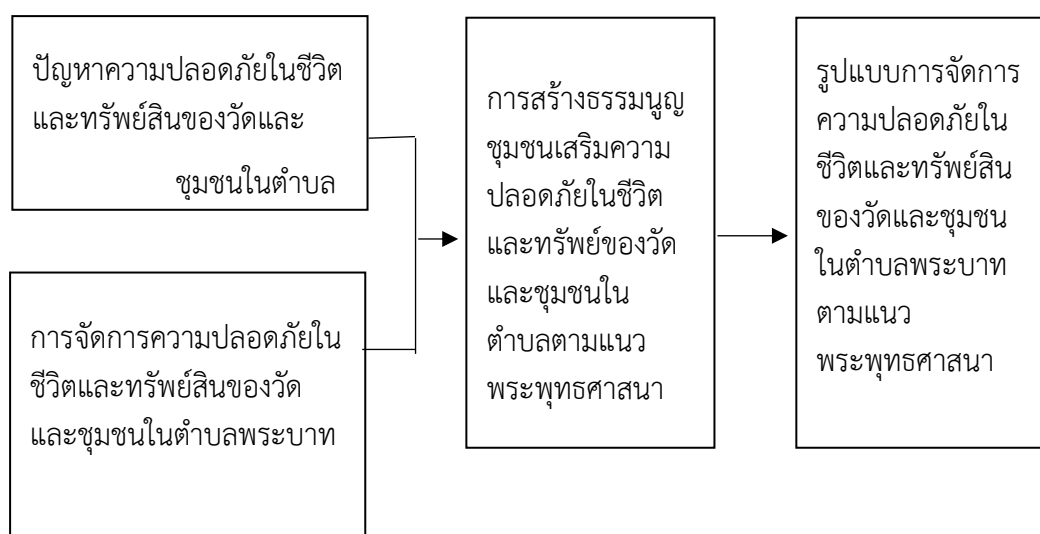 ปัญหาความปลอดภัยในชีวิต
และทรัพย์สินของวัดและ
ชุมชนในตำบล
การจัดการความปลอดภัยใน
ชีวิตและทรัพย์สินของวัด
และชุมชนในตำบลพระบาท
การสร้างธรรมนูญ
ชุมชนเสริมความ
ปลอดภัยในชีวิต
และทรัพย์ของวัด
และชุมชนใน
ตำบลตามแนว
พระพุทธศาสนา
รูปแบบการจัดการ
ความปลอดภัยใน
ชีวิตและทรัพย์สิน
ของวัดและชุมชน
ในตำบลพระบาท
ตามแนว
พระพุทธศาสนา